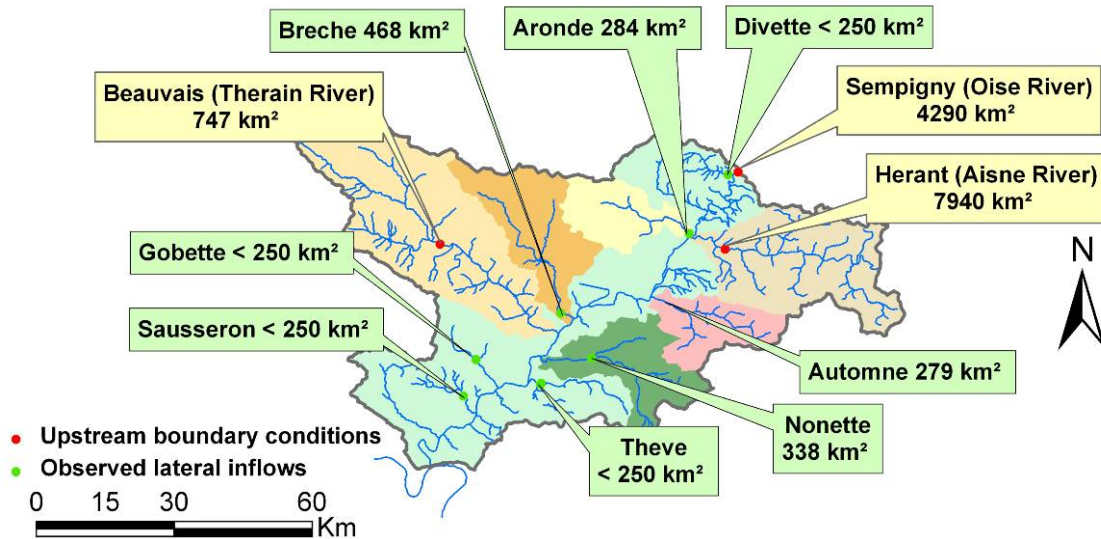 Breche 468 km²
Aronde 284 km²
Divette < 250 km²
Beauvais (Therain River)
747 km²
Sempigny (Oise River)
4290 km²
Herant (Aisne River)
7940 km²
Gobette < 250 km²
N
Sausseron < 250 km²
Automne 279 km²
Nonette
338 km²
Theve
< 250 km²
Upstream boundary conditions
Observed lateral inflows
0 15 30 60
Km